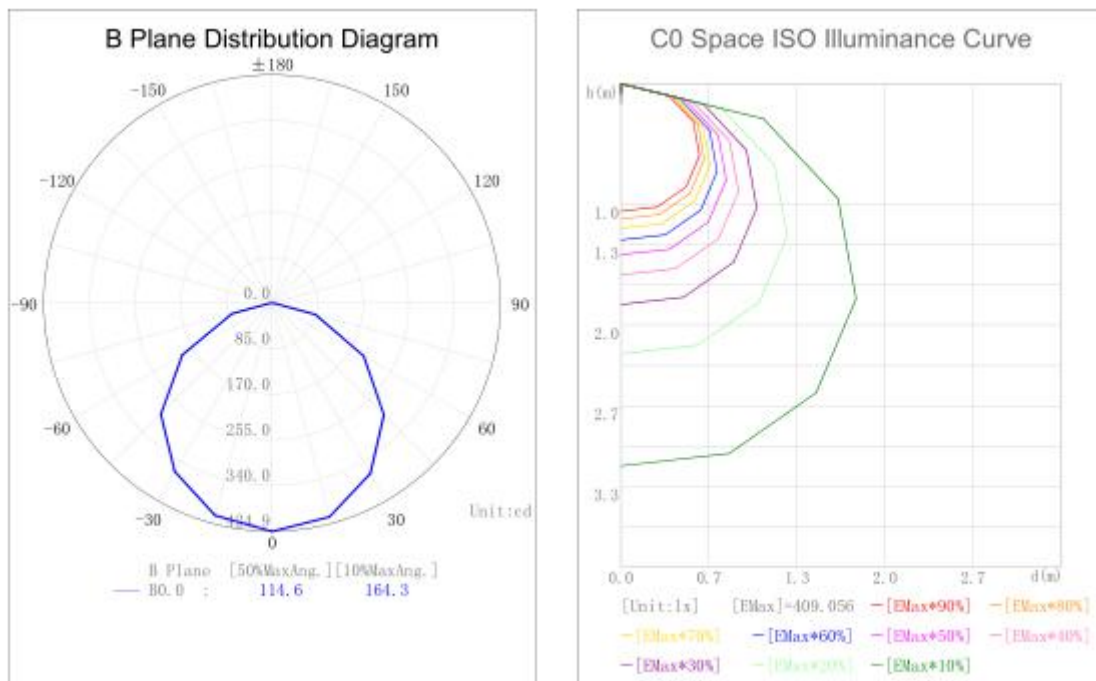 B Plane Distribution Diagram
±180
-150
150
-120
120
-90
90
0.0
85.0
170.0
255.0
340.0
-60
60
-30
30
0
Unit:cd
B Plane [50%MaxAng.][10%MaxAng.]
B0.0 : 114.6 164.3
C0 Space ISO Illuminance Curve
h(m)
1.0
1.3
2.0
2.7
3.3
0.0 0.7 1.3 2.0 2.7 d(m)
[Unit:lx] [EMax]=409.056 [EMax*90%] [EMax*80%]
[EMax*70%] [EMax*60%] [EMax*50%] [EMax*40%]
[EMax*30%] [EMax*20%] [EMax*10%]